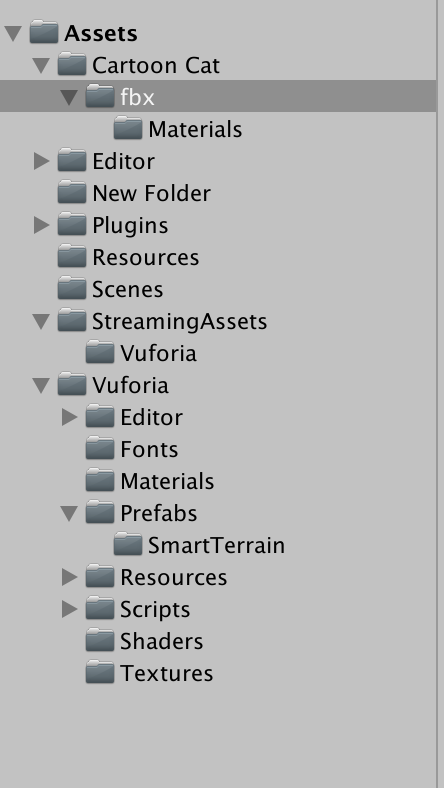 Assets
Cartoon Cat
fbx
Materials
Editor
New Folder
Plugins
Resources
Scenes
StreamingAssets
Vuforia
Vuforia
Editor
Fonts
Materials
Prefabs
SmartTerrain
Resources
Scripts
Shaders
Textures